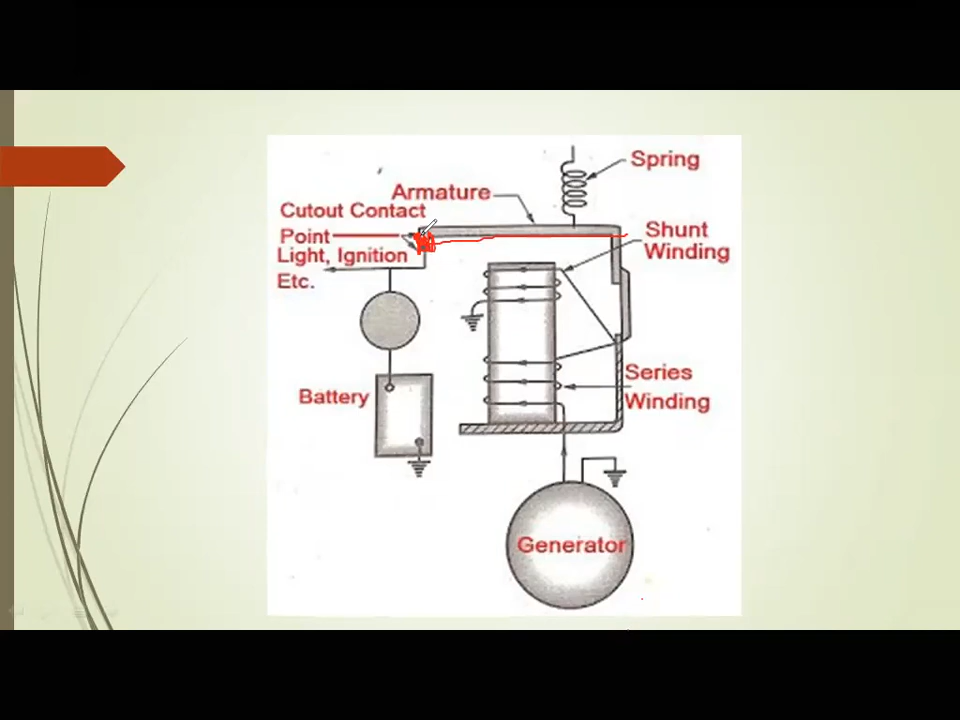 Spring
Armature
Cutout Contact
Point
Light, Ignition
Etc.
Shunt
Winding
Battery
Series
Winding
Generator